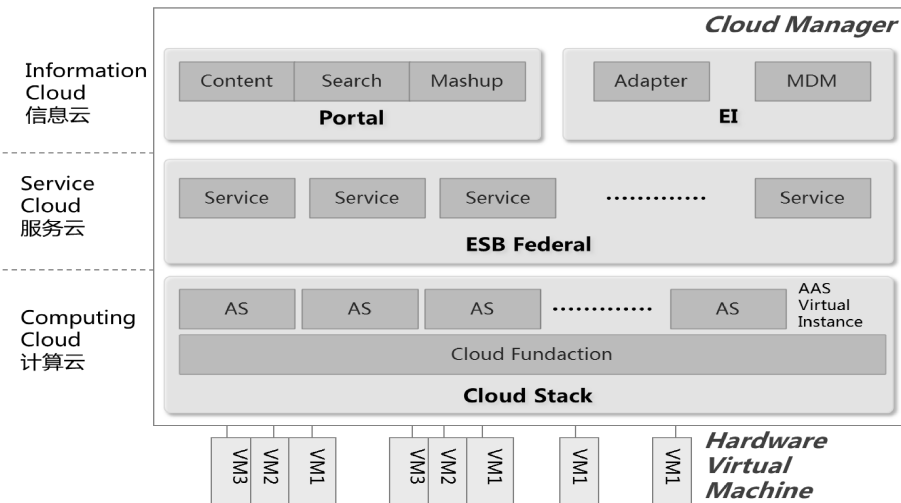 Cloud Manager
Information
Cloud
信息云
Content
Search
Mashup
Portal
Adapter
MDM
EI
Service
Cloud
服务云
Service
Service
Service
.............
Service
ESB Federal
Computing
Cloud
计算云
AS
AS
AS
.............
AS
AAS
Virtual
Instance
Cloud Fundaction
Cloud Stack
VM3
VM2
VM1
VM3
VM2
VM1
VM1
VM1
Hardware
Virtual
Machine